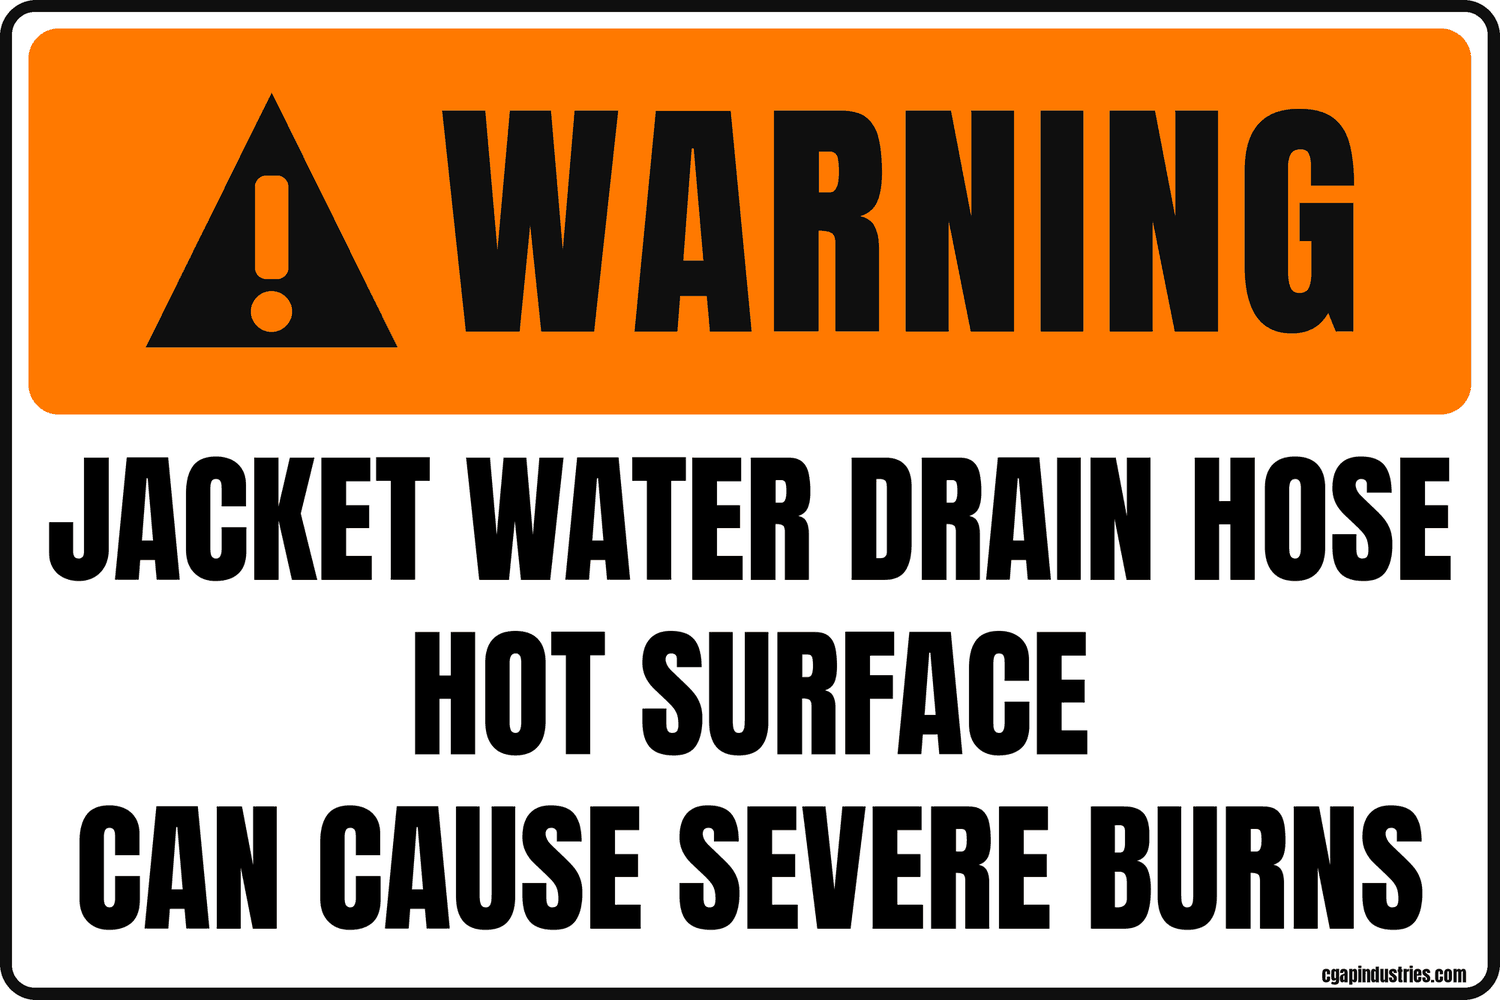 WARNING
JACKET WATER DRAIN HOSE
HOT SURFACE
CAN CAUSE SEVERE BURNS
cgapindustries.com